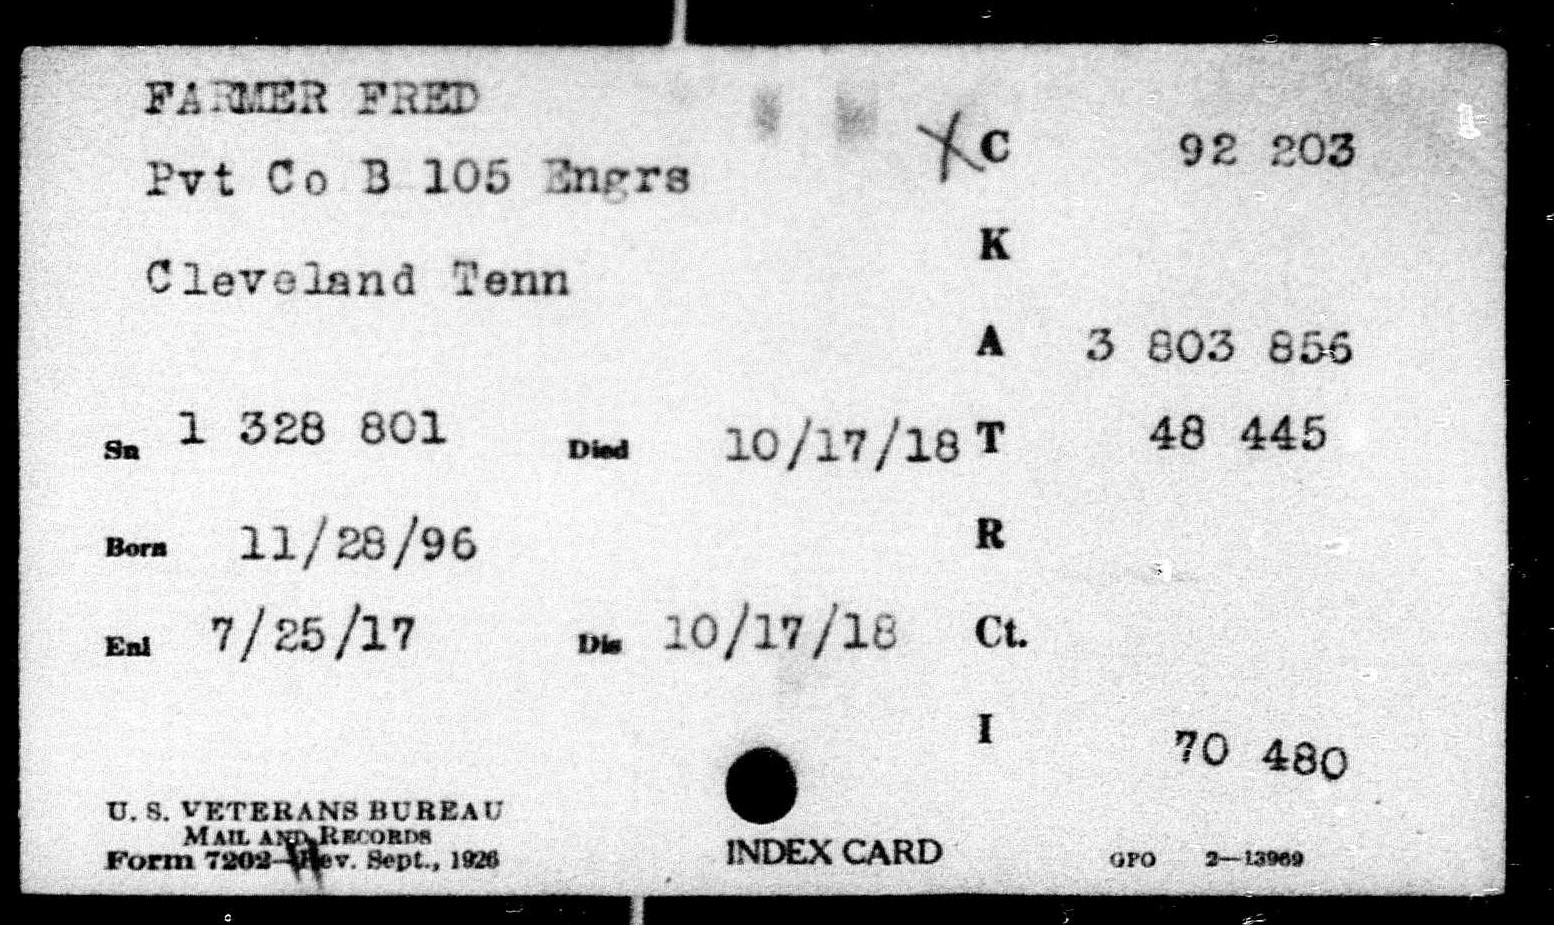 FARMER FRED
Pvt Co B 105 Engrs
Cleveland Tenn
X C 92 203
K
A 3 803 856
Sn 1 328 801 Died 10/17/18 T 48 445
Born 11/28/96 R
Enl 7/25/17 Dis 10/17/18 Ct.
I 70 480
U. S. VETERANS BUREAU
MAIL AND RECORDS
Form 7202—Rev. Sept., 1926
INDEX CARD
GPO 2—13969